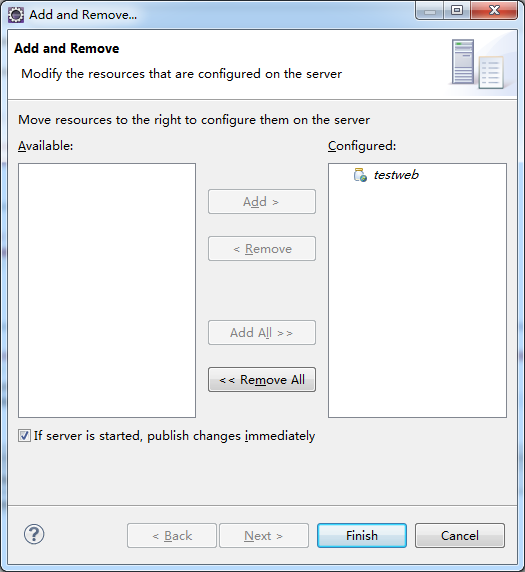 Add and Remove...
Add and Remove
Modify the resources that are configured on the server
Move resources to the right to configure them on the server
Available:
Configured:
testweb
Add >
< Remove
Add All >>
<< Remove All
If server is started, publish changes immediately
?
< Back
Next >
Finish
Cancel